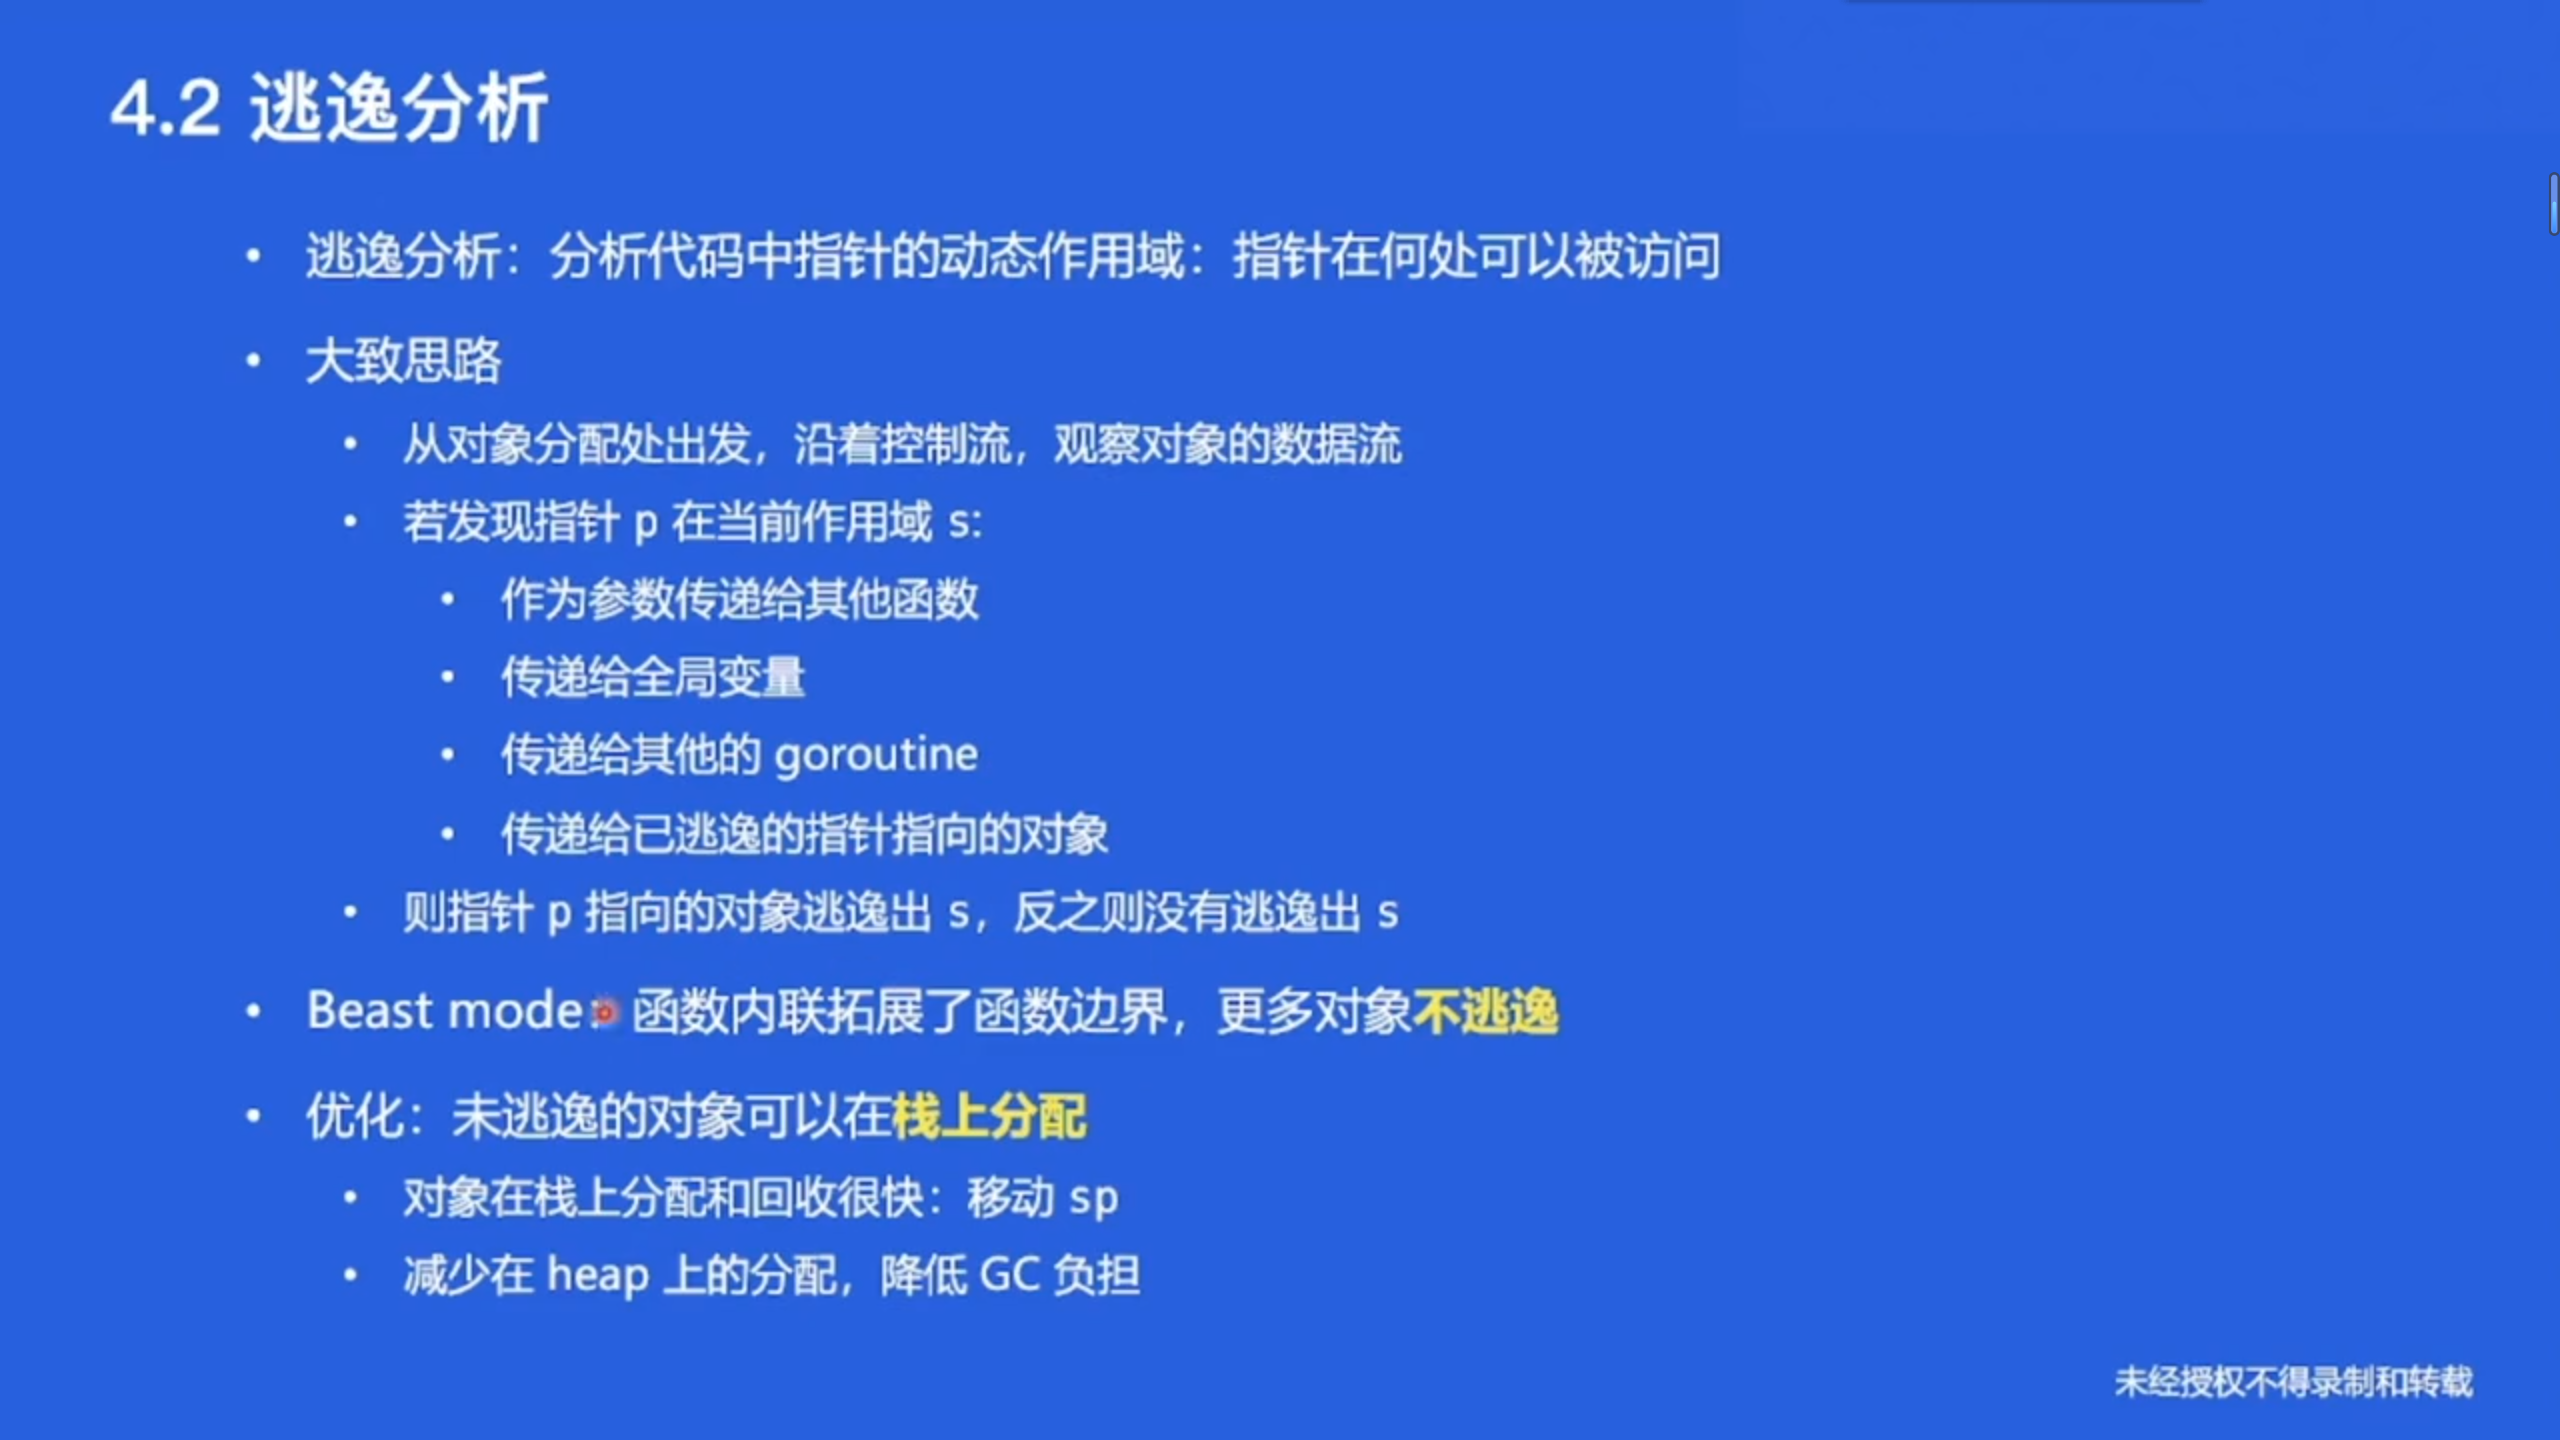 4.2 逃逸分析
• 逃逸分析：分析代码中指针的动态作用域：指针在何处可以被访问
• 大致思路
• 从对象分配处出发，沿着控制流，观察对象的数据流
• 若发现指针 p 在当前作用域 s:
• 作为参数传递给其他函数
• 传递给全局变量
• 传递给其他的 goroutine
• 传递给已逃逸的指针指向的对象
• 则指针 p 指向的对象逃逸出 s，反之则没有逃逸出 s
• Beast mode: 函数内联拓展了函数边界，更多对象不逃逸
• 优化：未逃逸的对象可以在栈上分配
• 对象在栈上分配和回收很快：移动 sp
• 减少在 heap 上的分配，降低 GC 负担
未经授权不得录制和转载